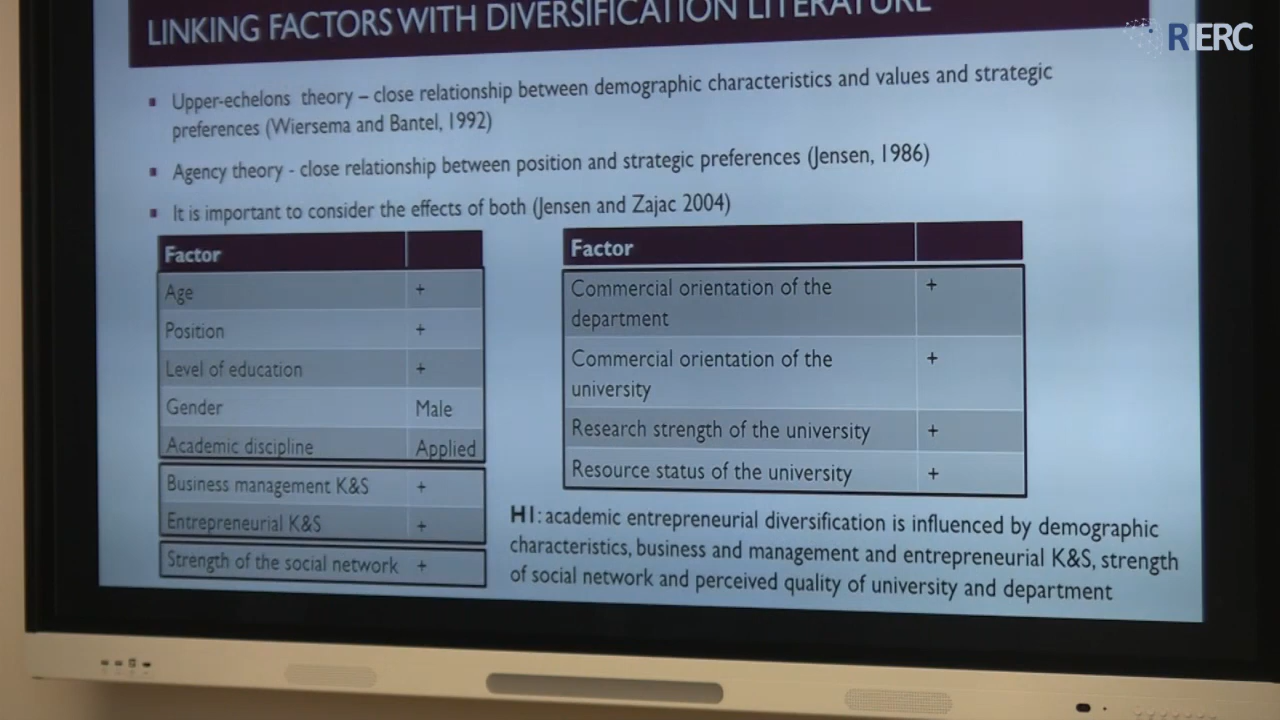 LINKING FACTORS WITH DIVERSIFICATION LITERATURE
RIERC
Upper-echelons theory – close relationship between demographic characteristics and values and strategic
preferences (Wiersema and Bantel, 1992)
Agency theory - close relationship between position and strategic preferences (Jensen, 1986)
It is important to consider the effects of both (Jensen and Zajac 2004)
Factor
Age +
Position +
Level of education +
Gender Male
Academic discipline Applied
Business management K&S +
Entrepreneurial K&S +
Strength of the social network +
Factor
Commercial orientation of the +
department
Commercial orientation of the +
university
Research strength of the university +
Resource status of the university +
H1: academic entrepreneurial diversification is influenced by demographic
characteristics, business and management and entrepreneurial K&S, strength
of social network and perceived quality of university and department